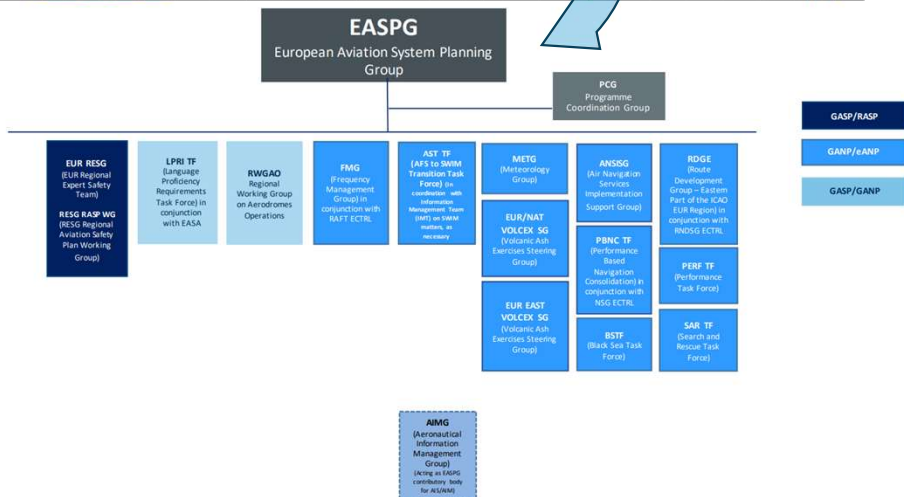 EASPG
European Aviation System Planning
Group
PCG
Programme
Coordination Group
GASP/RASP
GANP/eANP
GASP/GANP
EUR RESG
(EUR Regional
Expert Safety
Team)
RESG RASP WG
(RESG Regional
Aviation Safety
Plan Working
Group)
LPRI TF
(Language
Proficiency
Requirements
Task Force) in
conjunction
with EASA
RWGAO
Regional
Working Group
on Aerodromes
Operations
FMG
(Frequency
Management
Group) in
conjunction with
RAFT ECTRL
AST TF
(AFS to SWIM
Transition Task
Force) (in
coordination with
Information
Management Team
(IMT) on SWIM
matters, as
necessary
METG
(Meteorology
Group)
EUR/NAT
VOLCEX SG
(Volcanic Ash
Exercises Steering
Group)
EUR EAST
VOLCEX SG
(Volcanic Ash
Exercises Steering
Group)
ANSISG
(Air Navigation
Services
Implementation
Support Group)
PBNC TF
(Performance
Based
Navigation
Consolidation) in
conjunction with
NSG ECTRL
BSTF
(Black Sea Task
Force)
RDGE
(Route
Development
Group – Eastern
Part of the ICAO
EUR Region) in
conjunction with
RNDSG ECTRL
PERF TF
(Performance
Task Force)
SAR TF
(Search and
Rescue Task
Force)
AIMG
(Aeronautical
Information
Management
Group)
(Acting as EASPG
contributory body
for AIS/AIM)